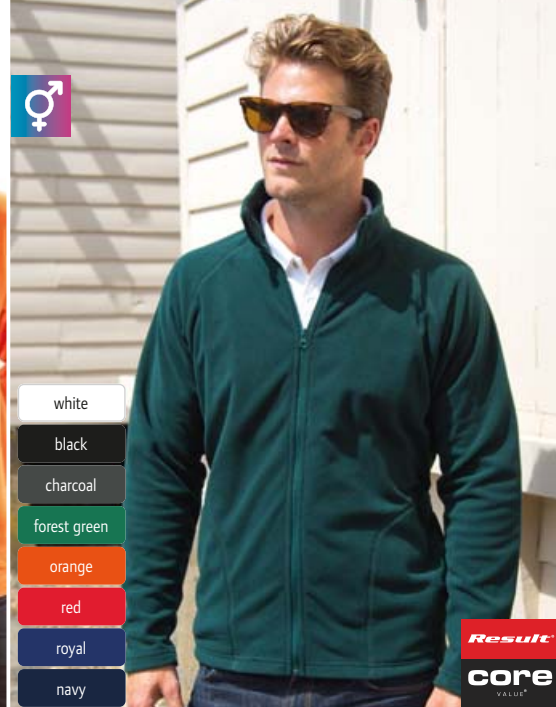 white
black
charcoal
forest green
orange
red
royal
navy
Result
core
VALUE